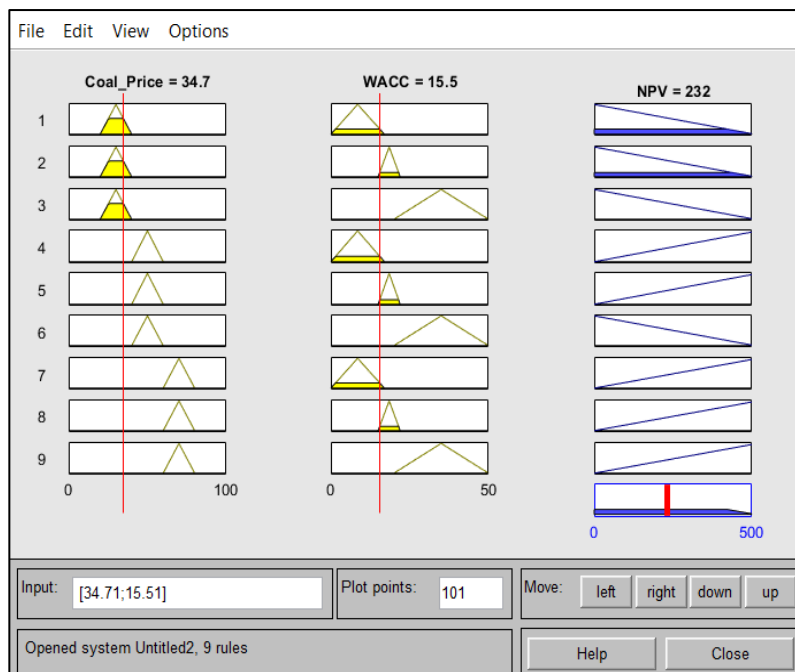 File Edit View Options
Coal_Price = 34.7 WACC = 15.5 NPV = 232
1
2
3
4
5
6
7
8
9
0 100 0 50
0 500
Input: [34.71;15.51] Plot points: 101 Move: left right down up
Opened system Untitled2, 9 rules Help Close